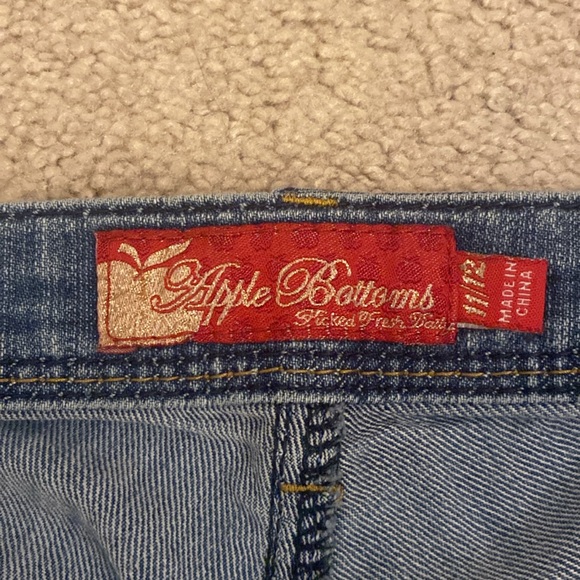 Apple Bottoms
Picked Fresh Daily
11/12
MADE IN
CHINA